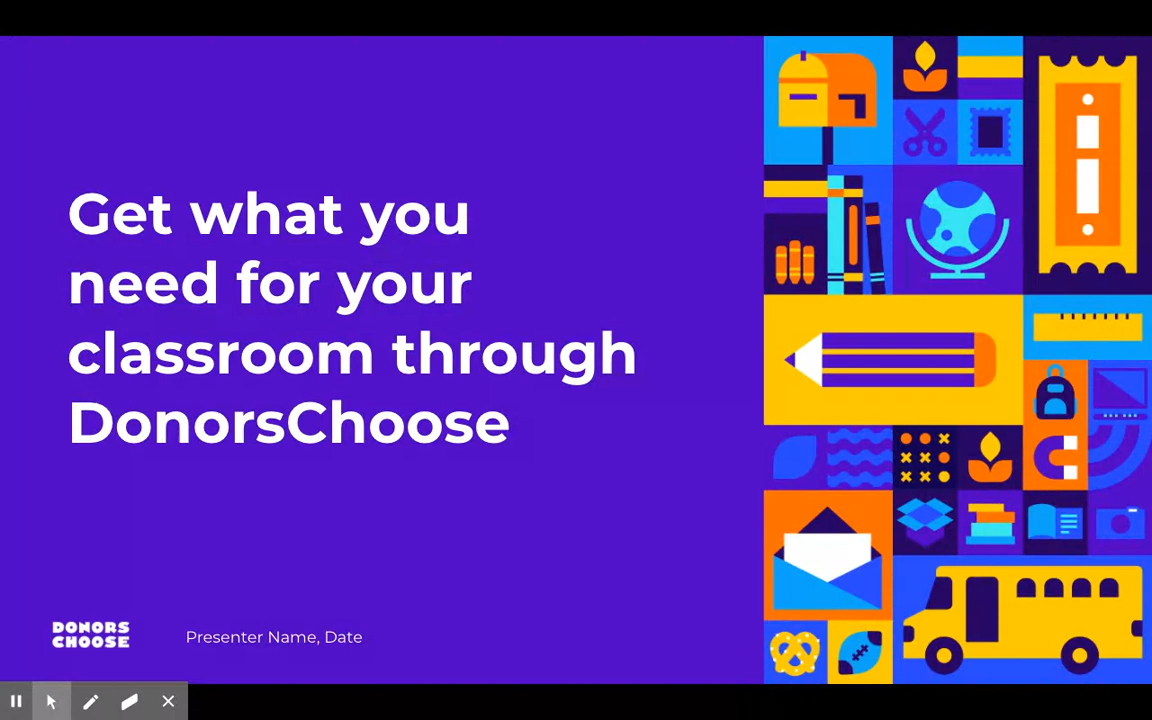 Get what you
need for your
classroom through
DonorsChoose
DONORS
CHOOSE
Presenter Name, Date